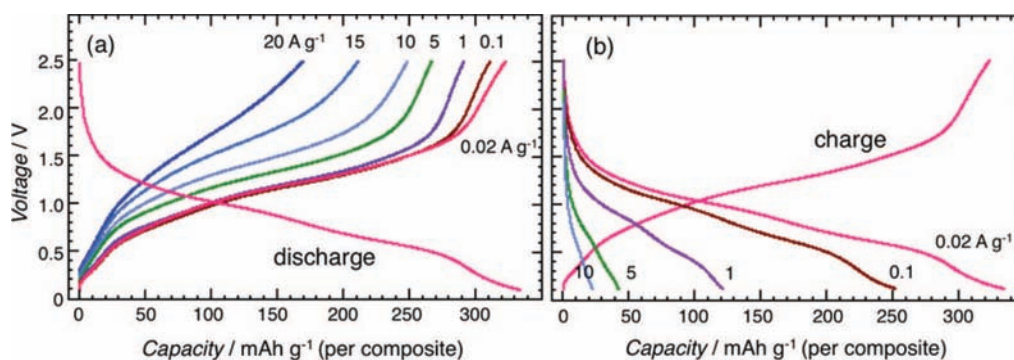 (a) 20 A g-1 15 10 5 1 0.1 (b)
2.5
2.0
1.5
1.0
0.5
0
Voltage / V
0.02 A g-1
discharge
0 50 100 150 200 250 300
Capacity / mAh g-1 (per composite)
charge
0.02 A g-1
10 5 1 0.1
0 50 100 150 200 250 300
Capacity / mAh g-1 (per composite)